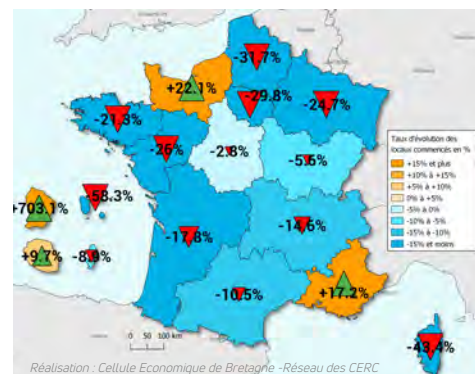 -31.7%
+22.1%
-29.8%
-24.7%
-21.3%
-26%
-2.8%
-5.6%
-58.3%
+703.1%
-14.6%
-17.8%
+9.7%
-8.9%
-10.5%
+17.2%
-43.4%
Taux d'évolution des
locaux commencés en %
+15% et plus
+10% à +15%
+5% à +10%
0% à +5%
-5% à 0%
-10% à -5%
-15% à -10%
-15% et moins
0 50 100 km
Réalisation : Cellule Economique de Bretagne -Réseau des CERC